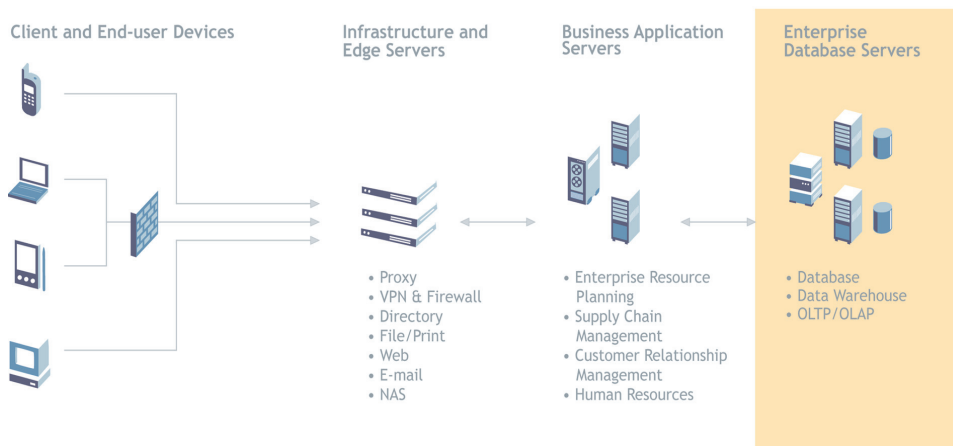 Client and End-user Devices
Infrastructure and
Edge Servers
Business Application
Servers
Enterprise
Database Servers
• Proxy
• VPN & Firewall
• Directory
• File/Print
• Web
• E-mail
• NAS
• Enterprise Resource
Planning
• Supply Chain
Management
• Customer Relationship
Management
• Human Resources
• Database
• Data Warehouse
• OLTP/OLAP